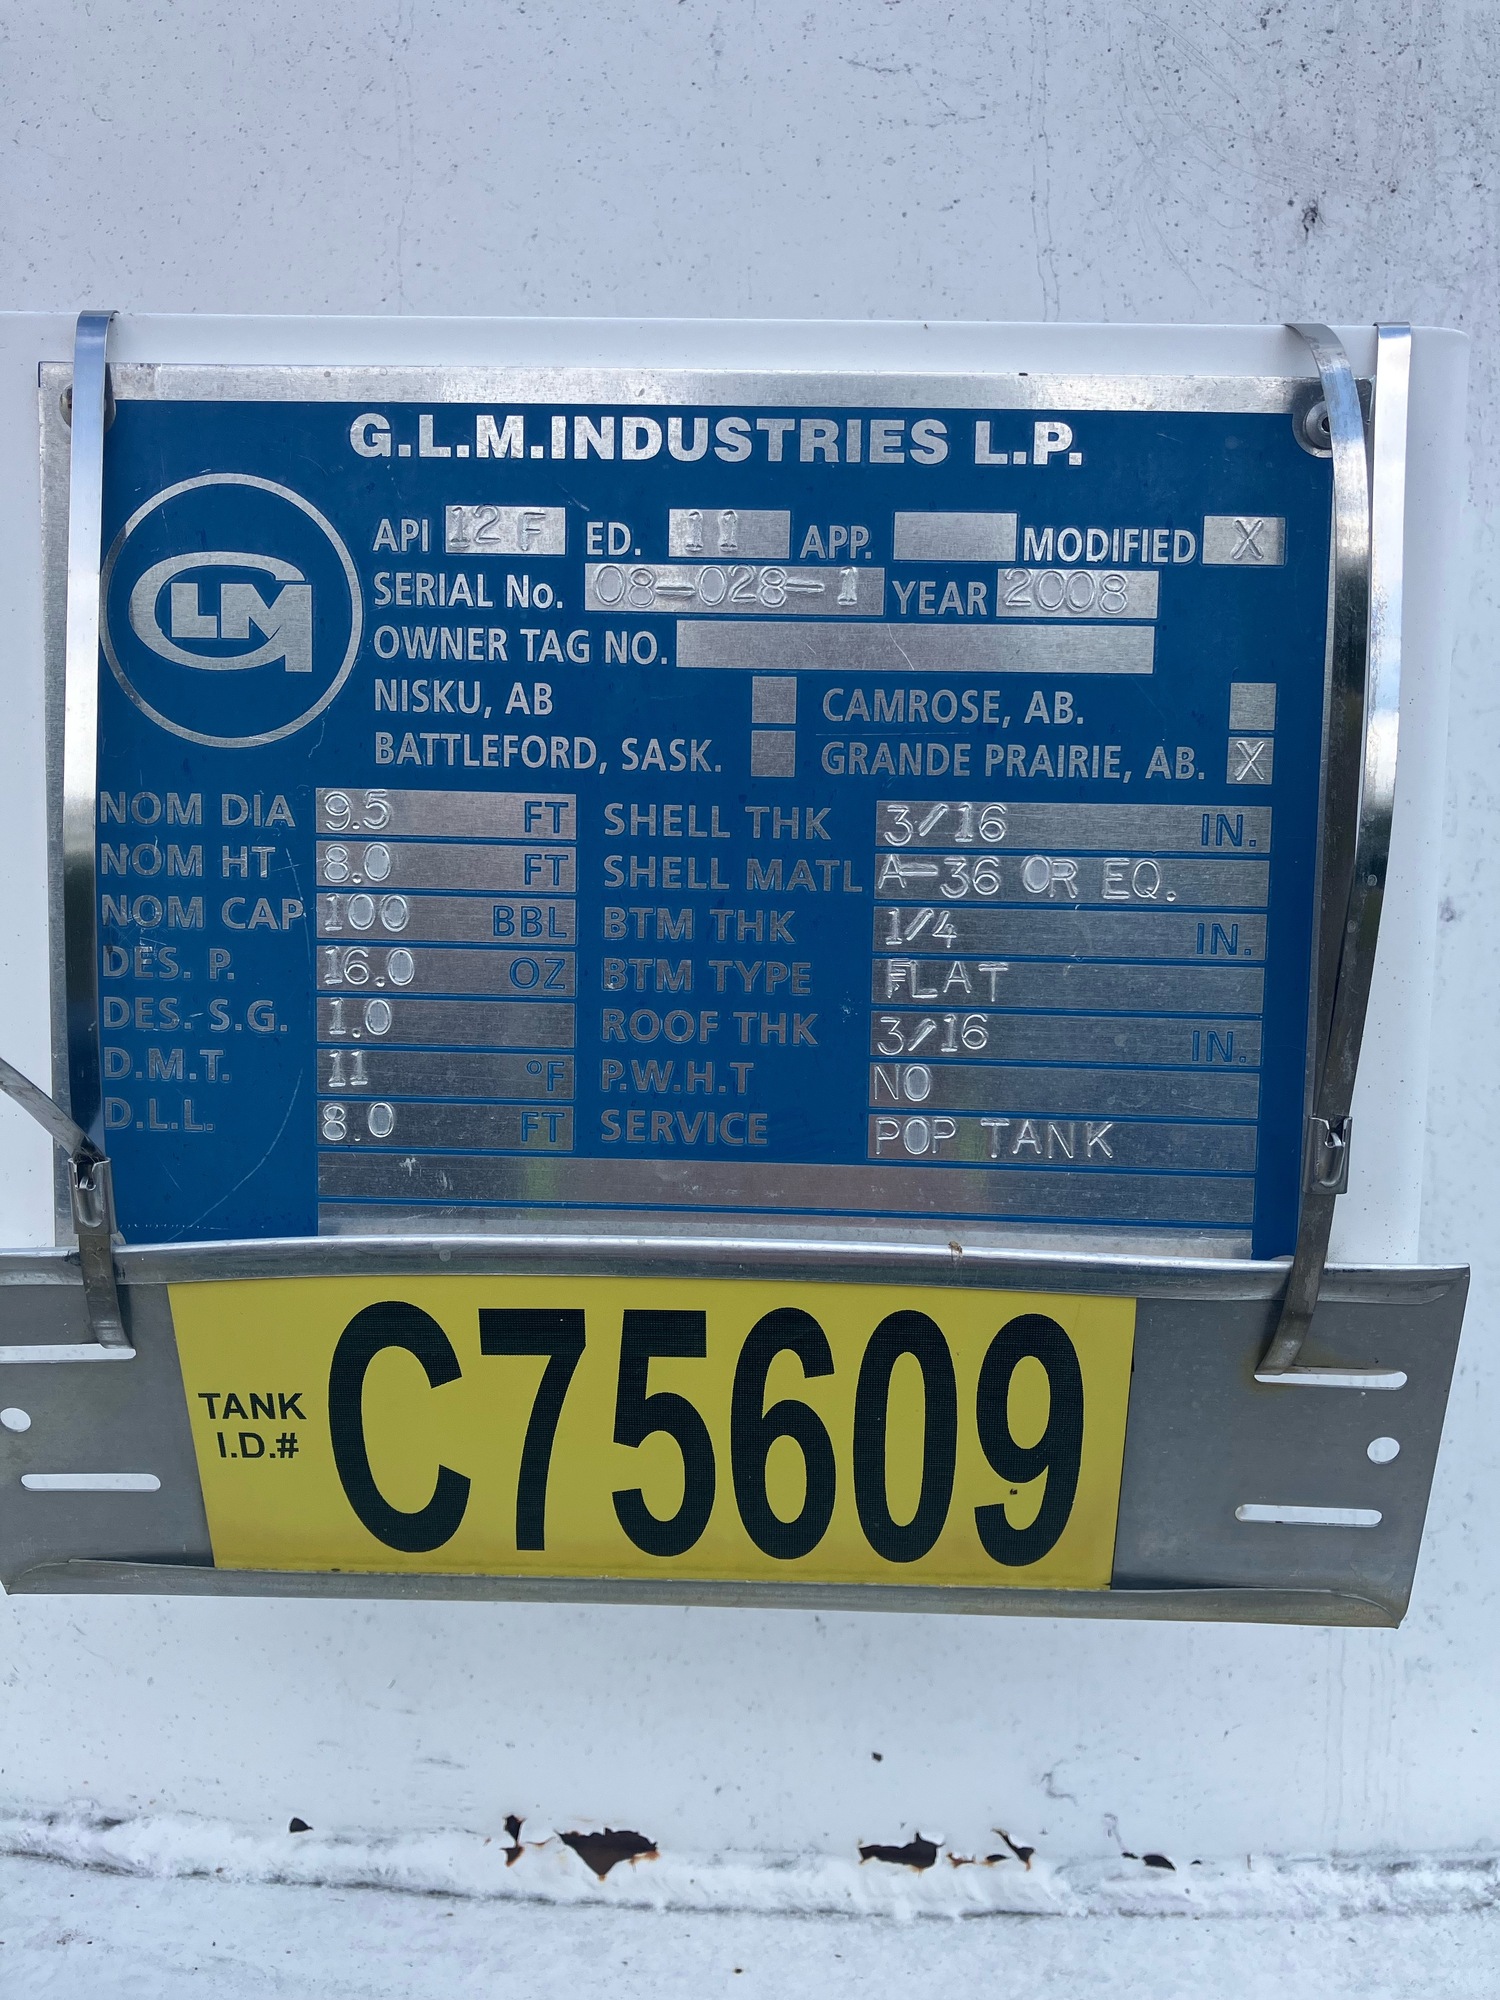 G.L.M.INDUSTRIES L.P.
GLM
API 12 F ED. 11 APP. MODIFIED X
SERIAL No. 08-028-1 YEAR 2008
OWNER TAG NO.
NISKU, AB CAMROSE, AB.
BATTLEFORD, SASK. GRANDE PRAIRIE, AB. X
NOM DIA 9.5 FT SHELL THK 3/16 IN.
NOM HT 8.0 FT SHELL MATL A-36 OR EQ.
NOM CAP 100 BBL BTM THK 1/4 IN.
DES. P. 16.0 OZ BTM TYPE FLAT
DES. S.G. 1.0 ROOF THK 3/16 IN.
D.M.T. 11 °F P.W.H.T NO
D.L.L. 8.0 FT SERVICE POP TANK
TANK I.D.# C75609